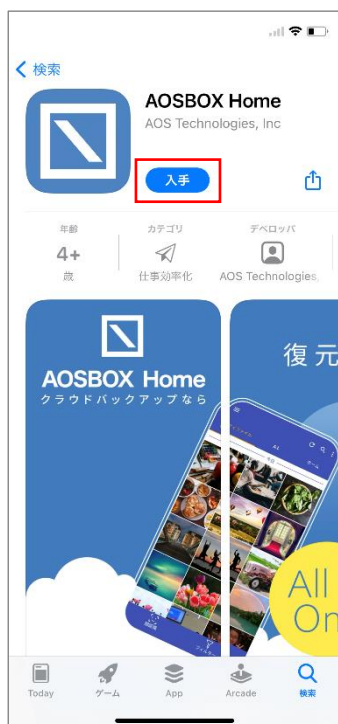 検索
AOSBOX Home
AOS Technologies, Inc
入手
年齢
4+
歳
カテゴリ
仕事効率化
デベロッパ
AOS Technologies,
AOSBOX Home
クラウドバックアップなら
復元
All
On
Today
ゲーム
App
Arcade
検索